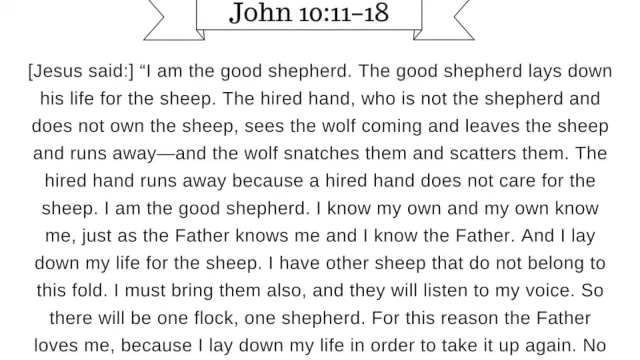 John 10:11–18
[Jesus said:] “I am the good shepherd. The good shepherd lays down
his life for the sheep. The hired hand, who is not the shepherd and
does not own the sheep, sees the wolf coming and leaves the sheep
and runs away—and the wolf snatches them and scatters them. The
hired hand runs away because a hired hand does not care for the
sheep. I am the good shepherd. I know my own and my own know
me, just as the Father knows me and I know the Father. And I lay
down my life for the sheep. I have other sheep that do not belong to
this fold. I must bring them also, and they will listen to my voice. So
there will be one flock, one shepherd. For this reason the Father
loves me, because I lay down my life in order to take it up again. No